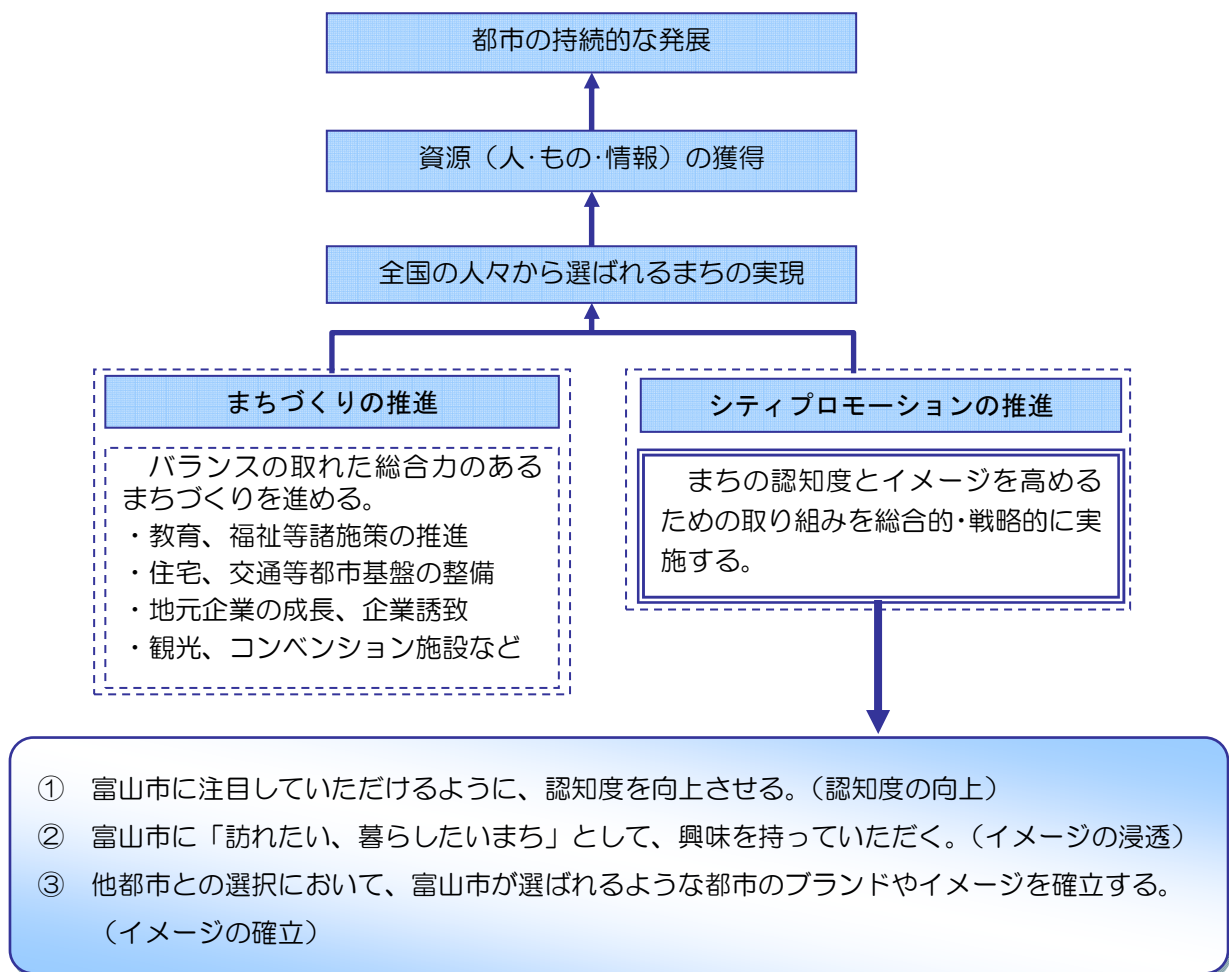 都市の持続的な発展
資源（人･もの･情報）の獲得
全国の人々から選ばれるまちの実現
まちづくりの推進
バランスの取れた総合力のある
まちづくりを進める。
・教育、福祉等諸施策の推進
・住宅、交通等都市基盤の整備
・地元企業の成長、企業誘致
・観光、コンベンション施設など
シティプロモーションの推進
まちの認知度とイメージを高める
ための取り組みを総合的･戦略的に実
施する。
① 富山市に注目していただけるように、認知度を向上させる。（認知度の向上）
② 富山市に「訪れたい、暮らしたいまち」として、興味を持っていただく。（イメージの浸透）
③ 他都市との選択において、富山市が選ばれるような都市のブランドやイメージを確立する。
（イメージの確立）